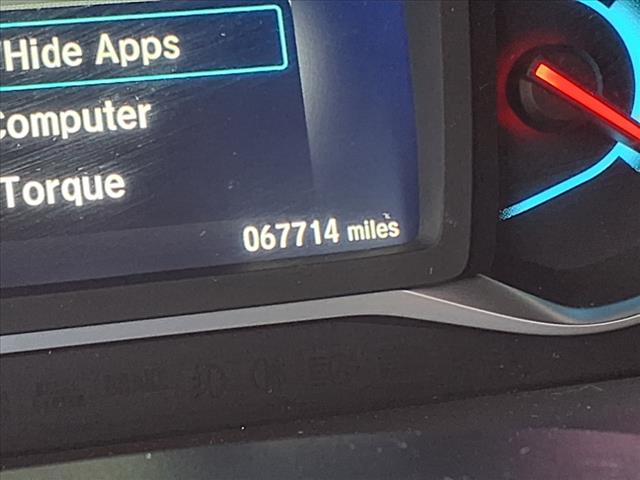 /Hide Apps
Computer
Torque
067714 miles